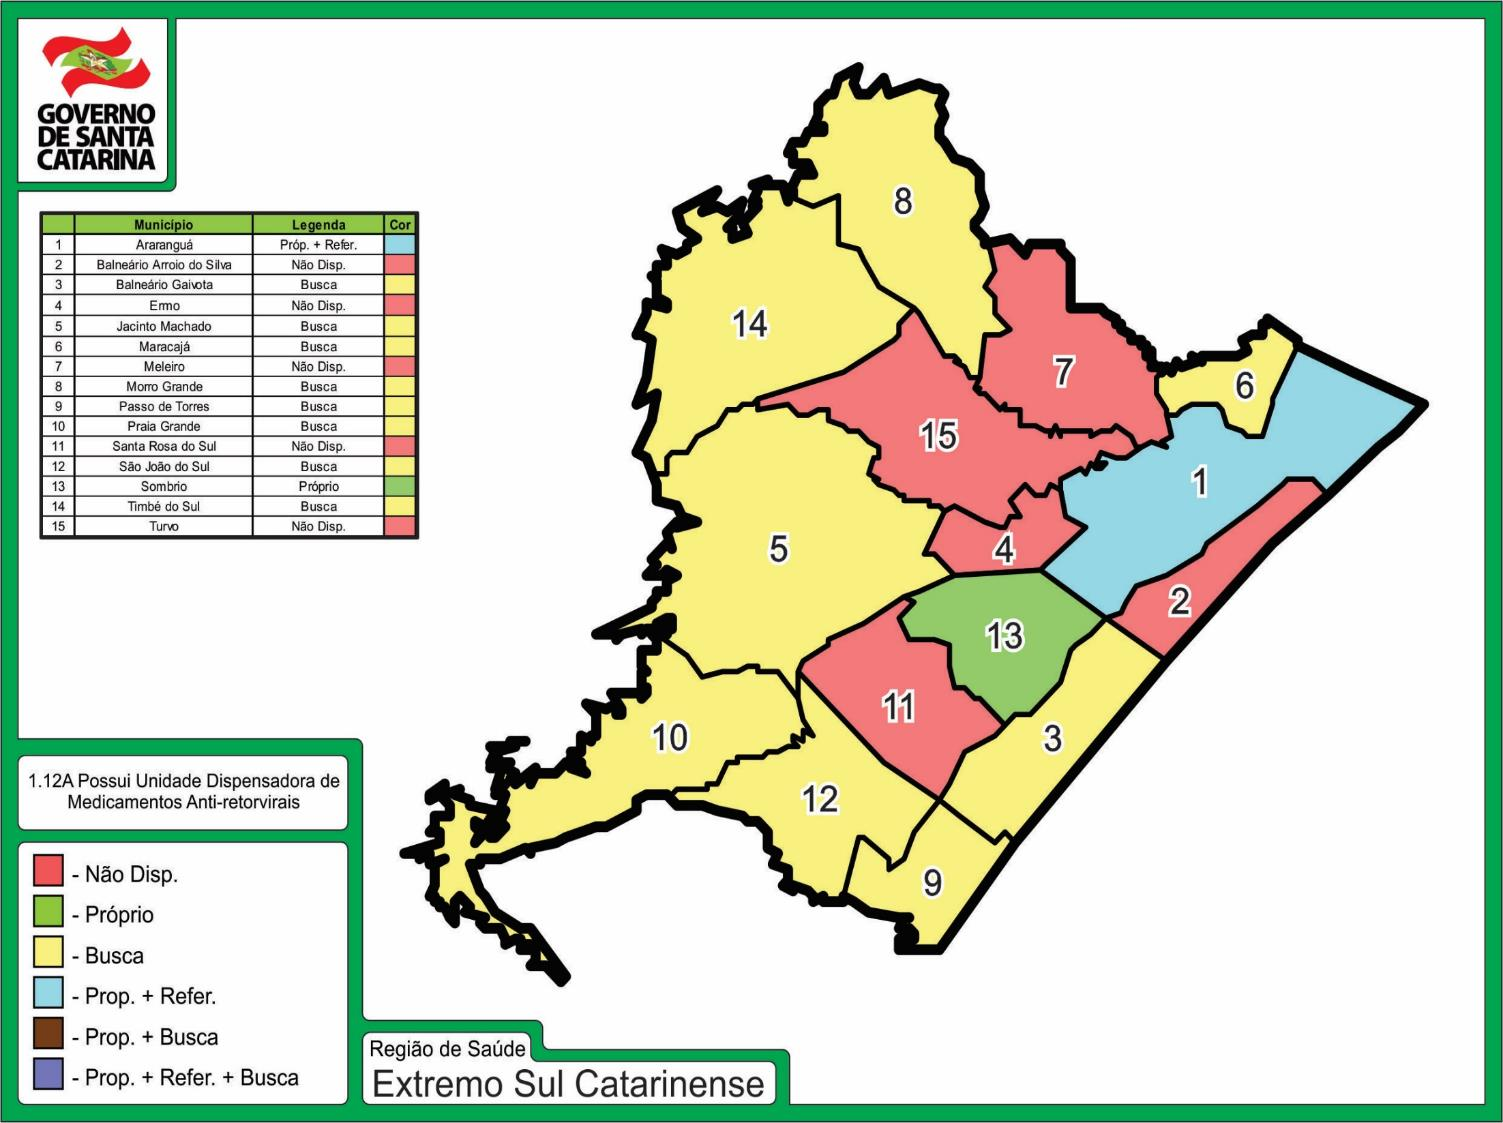 GOVERNO
DE SANTA
CATARINA
Município Legenda Cor
1 Araranguá Próp. + Refer.
2 Balneário Arroio do Silva Não Disp.
3 Balneário Gaivota Busca
4 Ermo Não Disp.
5 Jacinto Machado Busca
6 Maracajá Busca
7 Meleiro Não Disp.
8 Morro Grande Busca
9 Passo de Torres Busca
10 Praia Grande Busca
11 Santa Rosa do Sul Não Disp.
12 São João do Sul Busca
13 Sombrio Próprio
14 Timbé do Sul Busca
15 Turvo Não Disp.
8
14
7
6
15
1
5
4
2
13
11
10
3
12
9
1.12A Possui Unidade Dispensadora de
Medicamentos Anti-retorvirais
- Não Disp.
- Próprio
- Busca
- Prop. + Refer.
- Prop. + Busca
- Prop. + Refer. + Busca
Região de Saúde
Extremo Sul Catarinense